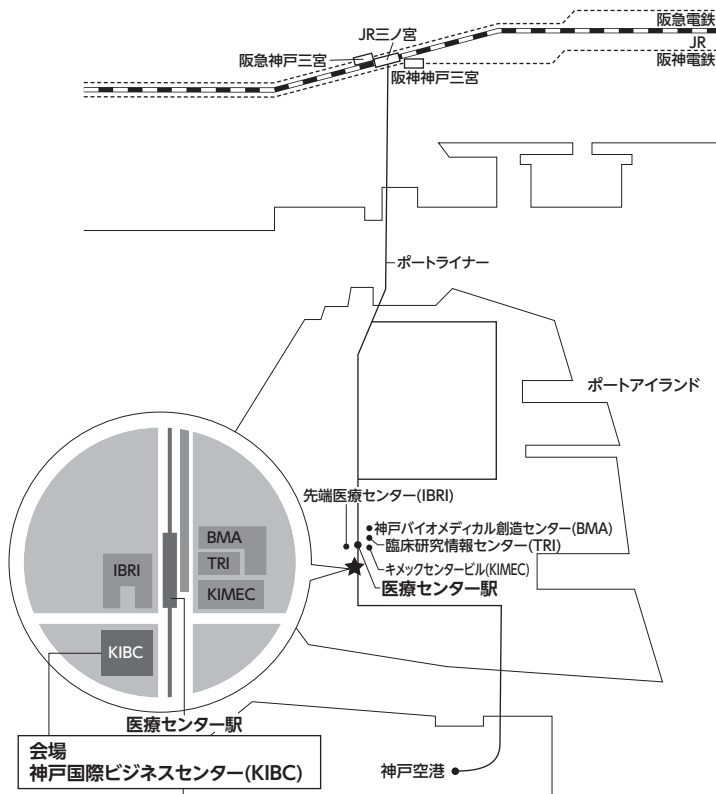 阪急電鉄
JR三ノ宮
JR
阪急神戸三宮
阪神電鉄
阪神神戸三宮
ポートライナー
ポートアイランド
先端医療センター(IBRI)
神戸バイオメディカル創造センター(BMA)
臨床研究情報センター(TRI)
キメックセンタービル(KIMEC)
医療センター駅
BMA
TRI
IBRI
KIMEC
KIBC
医療センター駅
会場
神戸国際ビジネスセンター(KIBC)
神戸空港